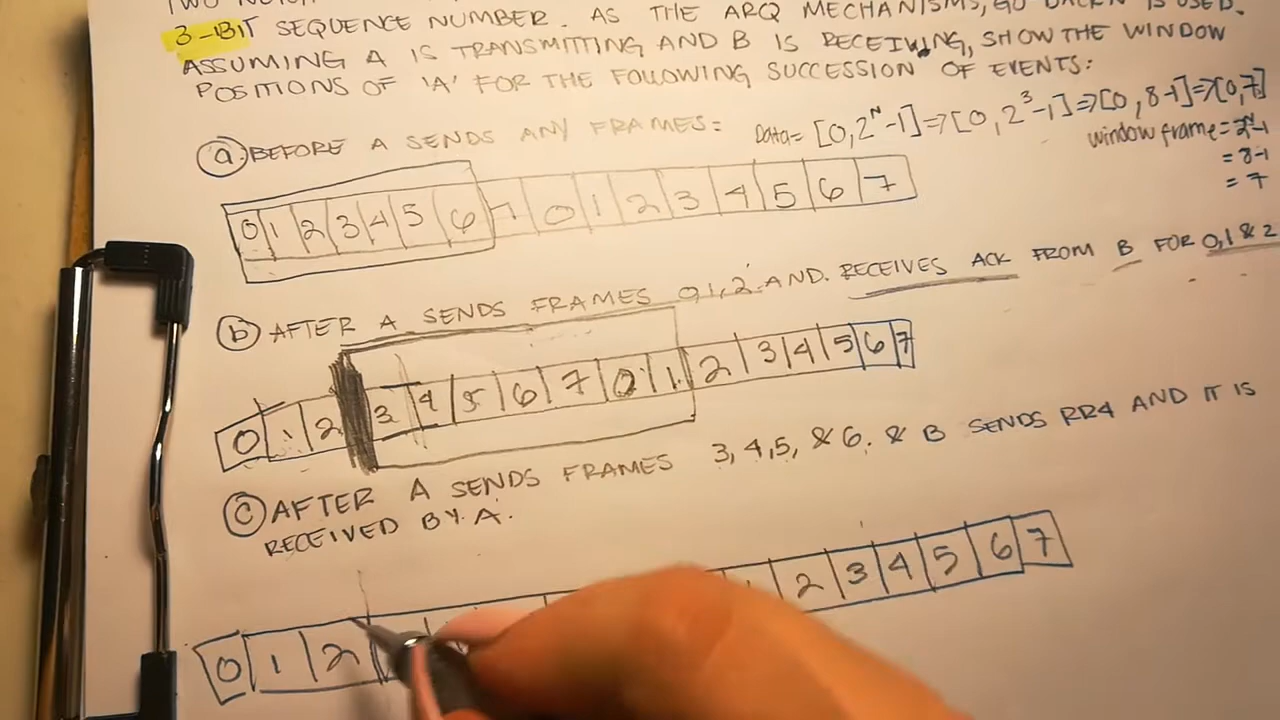 3-BIT SEQUENCE NUMBER. AS THE ARQ MECHANISMS, GO BACK N IS USED.
ASSUMING A IS TRANSMITTING AND B IS RECEIVING, SHOW THE WINDOW
POSITIONS OF 'A' FOR THE FOLLOWING SUCCESSION OF EVENTS:
(a) BEFORE A SENDS ANY FRAMES: Data = [0, 2^N -1] => [0, 2^3 -1] => [0, 8-1] => [0, 7]
window frame = 2^N-1
= 8-1
= 7
0 1 2 3 4 5 6 7 0 1 2 3 4 5 6 7
(b) AFTER A SENDS FRAMES 0,1,2 AND RECEIVES ACK FROM B FOR 0,1 & 2
0 1 2 3 4 5 6 7 0 1 2 3 4 5 6 7
(c) AFTER A SENDS FRAMES 3, 4, 5, & 6. & B SENDS RR4 AND IT IS
RECEIVED BY A.
0 1 2 2 3 4 5 6 7